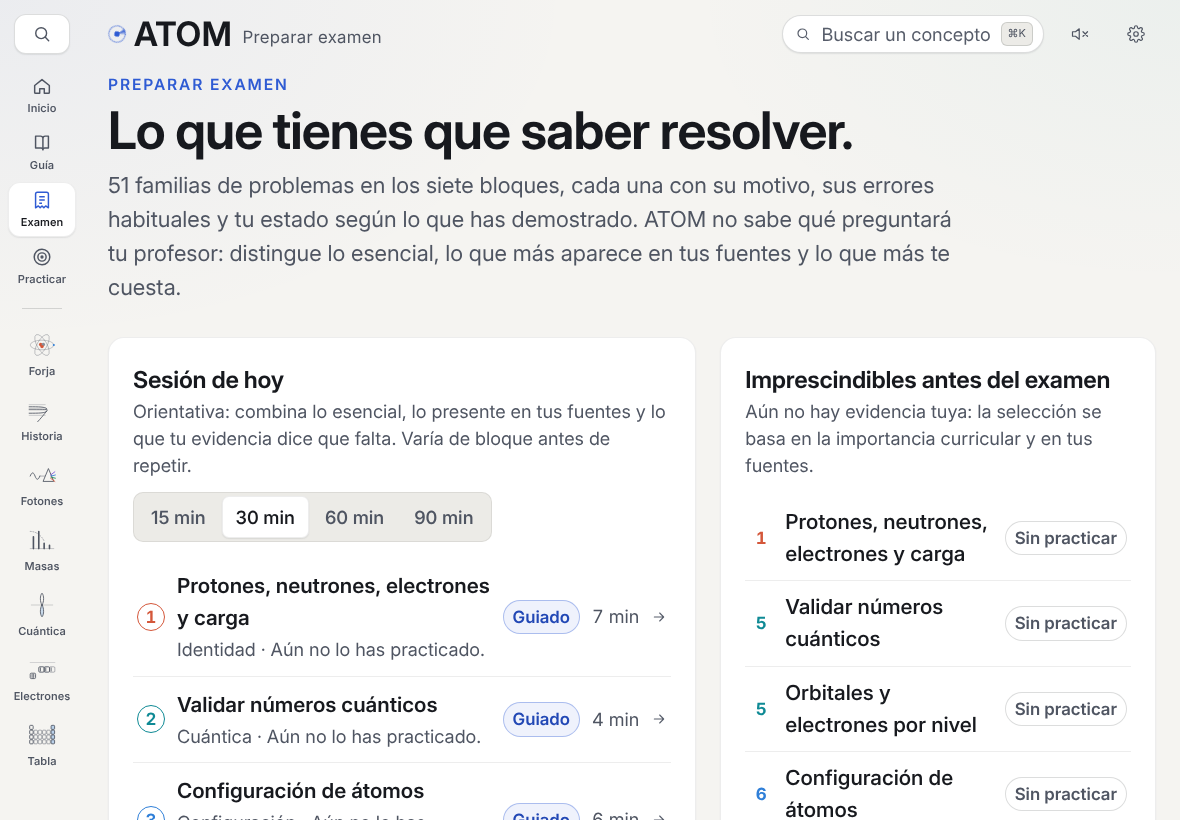 ATOM Preparar examen
Buscar un concepto ⌘K
Inicio
Guía
Examen
Practicar
Forja
Historia
Fotones
Masas
Cuántica
Electrones
Tabla
PREPARAR EXAMEN
Lo que tienes que saber resolver.
51 familias de problemas en los siete bloques, cada una con su motivo, sus errores
habituales y tu estado según lo que has demostrado. ATOM no sabe qué preguntará
tu profesor: distingue lo esencial, lo que más aparece en tus fuentes y lo que más te
cuesta.
Sesión de hoy
Orientativa: combina lo esencial, lo presente en tus fuentes y lo
que tu evidencia dice que falta. Varía de bloque antes de
repetir.
15 min 30 min 60 min 90 min
1 Protones, neutrones, electrones
y carga
Identidad · Aún no lo has practicado.
Guiado 7 min →
2 Validar números cuánticos
Cuántica · Aún no lo has practicado.
Guiado 4 min →
3 Configuración de átomos
Configuración · Aún no lo has
Guiado 6 min →
Imprescindibles antes del examen
Aún no hay evidencia tuya: la selección se
basa en la importancia curricular y en tus
fuentes.
1 Protones, neutrones,
electrones y carga
Sin practicar
5 Validar números
cuánticos
Sin practicar
5 Orbitales y
electrones por nivel
Sin practicar
6 Configuración de
átomos
Sin practicar